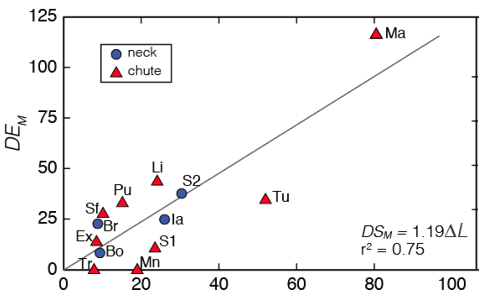 125
Ma
100
neck
chute
75
DE_M
50
Li
S2
Pu
Tu
Sf
25
Br
Ia
Ex
S1
DS_M = 1.19ΔL
Bo
r² = 0.75
Tr
Mn
0
0 20 40 60 80 100